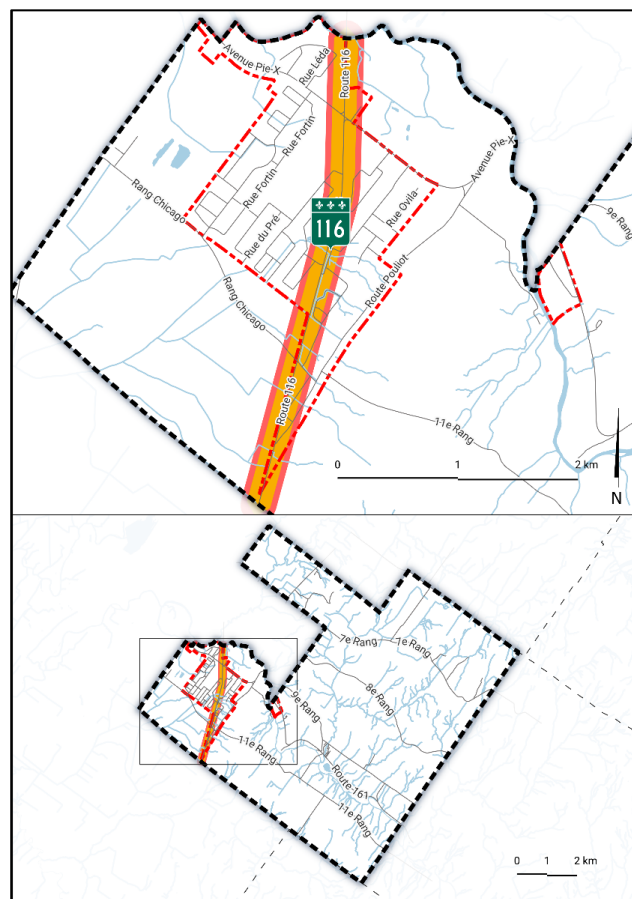 Avenue Pie-X
Rue Léda
Route 116
Rue Fortin
Avenue Pie-X
Rue Fortin
Rue Ovila-
9e Rang
Rang Chicago
116
Rue du Pré
Route Pouliot
Rang Chicago
Route 116
11e Rang
0 1 2 km
N
7e Rang
7e Rang
8e Rang
9e Rang
11e Rang
Route 161
11e Rang
0 1 2 km